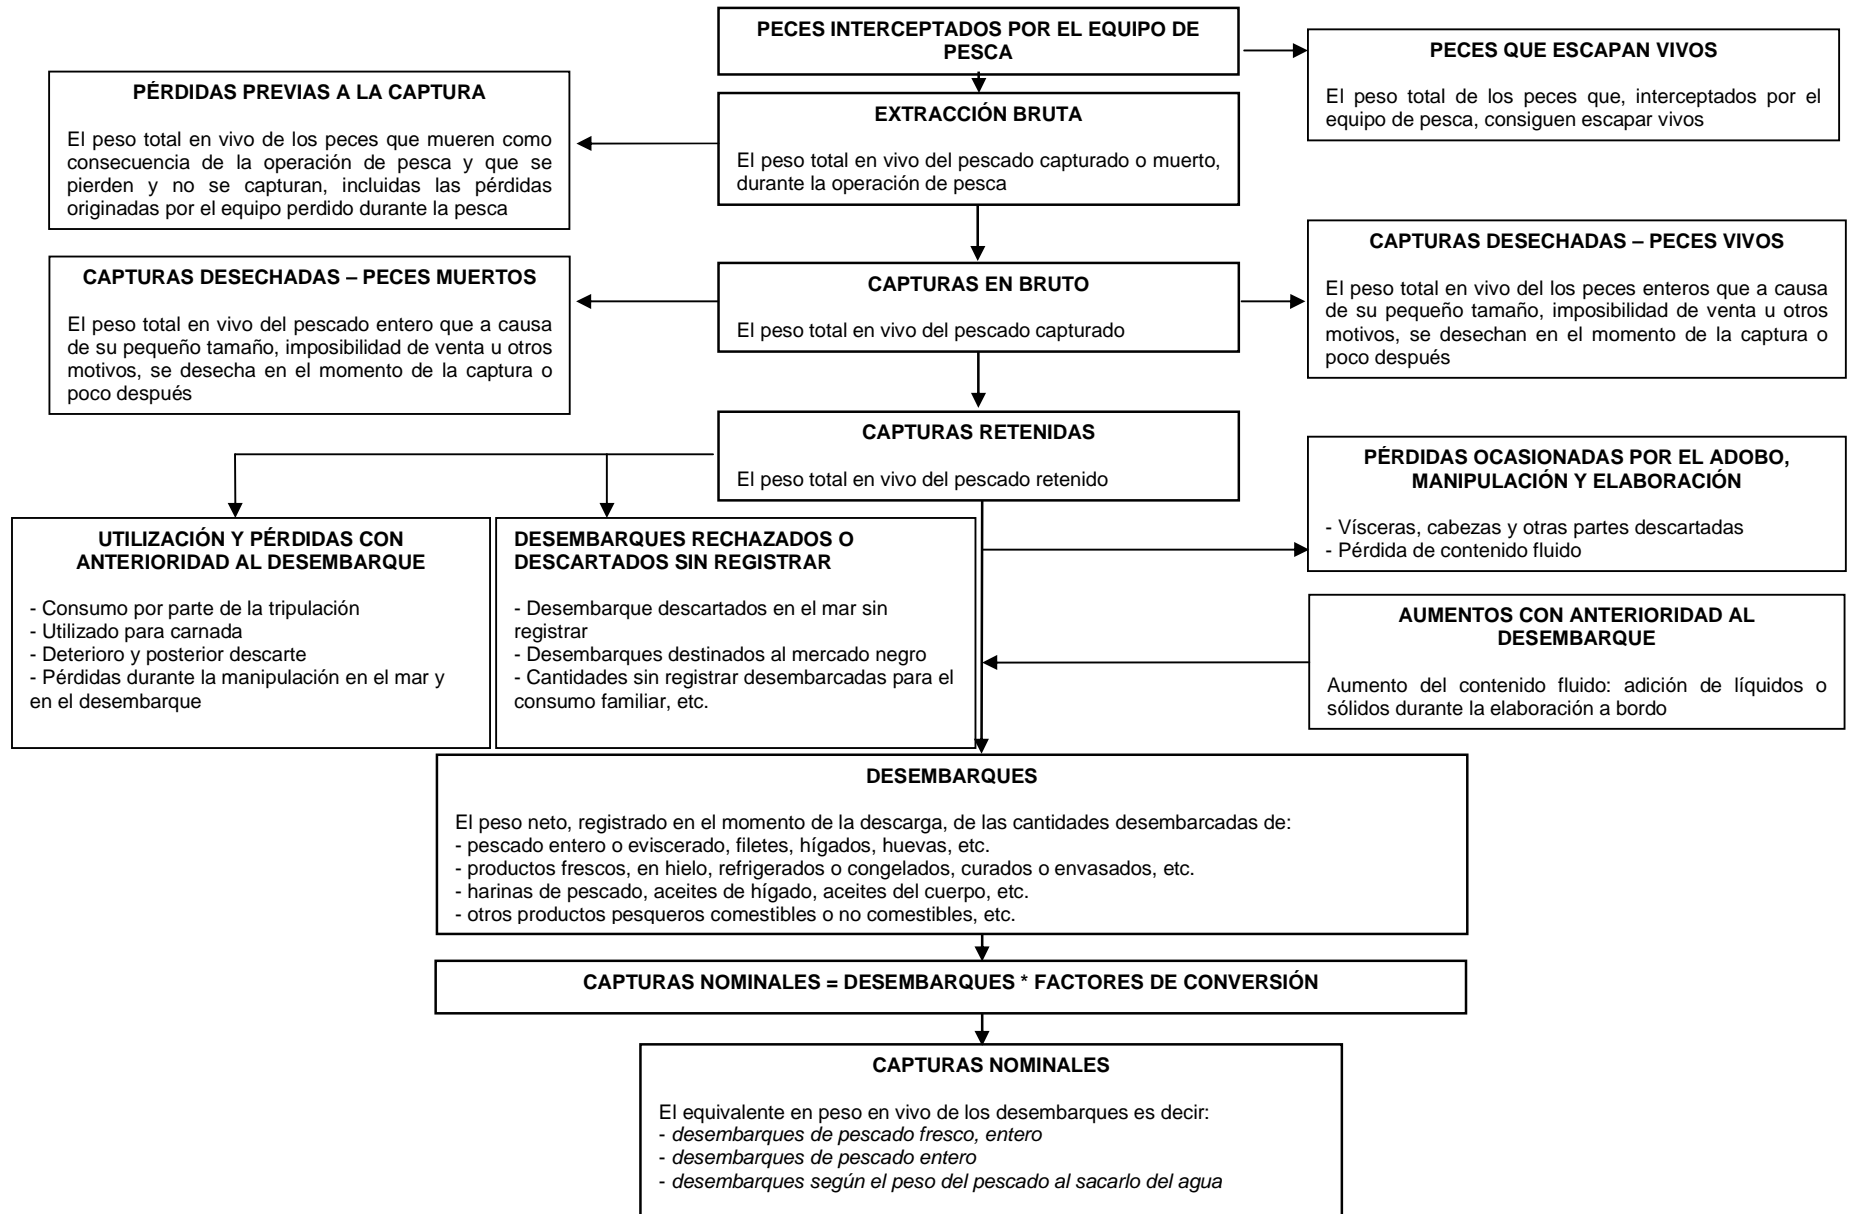 PECES INTERCEPTADOS POR EL EQUIPO DE
PESCA
PECES QUE ESCAPAN VIVOS
El peso total de los peces que, interceptados por el
equipo de pesca, consiguen escapar vivos
PÉRDIDAS PREVIAS A LA CAPTURA
El peso total en vivo de los peces que mueren como
consecuencia de la operación de pesca y que se
pierden y no se capturan, incluidas las pérdidas
originadas por el equipo perdido durante la pesca
EXTRACCIÓN BRUTA
El peso total en vivo del pescado capturado o muerto,
durante la operación de pesca
CAPTURAS DESECHADAS – PECES MUERTOS
El peso total en vivo del pescado entero que a causa
de su pequeño tamaño, imposibilidad de venta u otros
motivos, se desecha en el momento de la captura o
poco después
CAPTURAS EN BRUTO
El peso total en vivo del pescado capturado
CAPTURAS DESECHADAS – PECES VIVOS
El peso total en vivo del los peces enteros que a causa
de su pequeño tamaño, imposibilidad de venta u otros
motivos, se desechan en el momento de la captura o
poco después
CAPTURAS RETENIDAS
El peso total en vivo del pescado retenido
PÉRDIDAS OCASIONADAS POR EL ADOBO,
MANIPULACIÓN Y ELABORACIÓN
- Vísceras, cabezas y otras partes descartadas
- Pérdida de contenido fluido
UTILIZACIÓN Y PÉRDIDAS CON
ANTERIORIDAD AL DESEMBARQUE
- Consumo por parte de la tripulación
- Utilizado para carnada
- Deterioro y posterior descarte
- Pérdidas durante la manipulación en el mar y
en el desembarque
DESEMBARQUES RECHAZADOS O
DESCARTADOS SIN REGISTRAR
- Desembarque descartados en el mar sin
registrar
- Desembarques destinados al mercado negro
- Cantidades sin registrar desembarcadas para el
consumo familiar, etc.
AUMENTOS CON ANTERIORIDAD AL
DESEMBARQUE
Aumento del contenido fluido: adición de líquidos o
sólidos durante la elaboración a bordo
DESEMBARQUES
El peso neto, registrado en el momento de la descarga, de las cantidades desembarcadas de:
- pescado entero o eviscerado, filetes, hígados, huevas, etc.
- productos frescos, en hielo, refrigerados o congelados, curados o envasados, etc.
- harinas de pescado, aceites de hígado, aceites del cuerpo, etc.
- otros productos pesqueros comestibles o no comestibles, etc.
CAPTURAS NOMINALES = DESEMBARQUES * FACTORES DE CONVERSIÓN
CAPTURAS NOMINALES
El equivalente en peso en vivo de los desembarques es decir:
- desembarques de pescado fresco, entero
- desembarques de pescado entero
- desembarques según el peso del pescado al sacarlo del agua